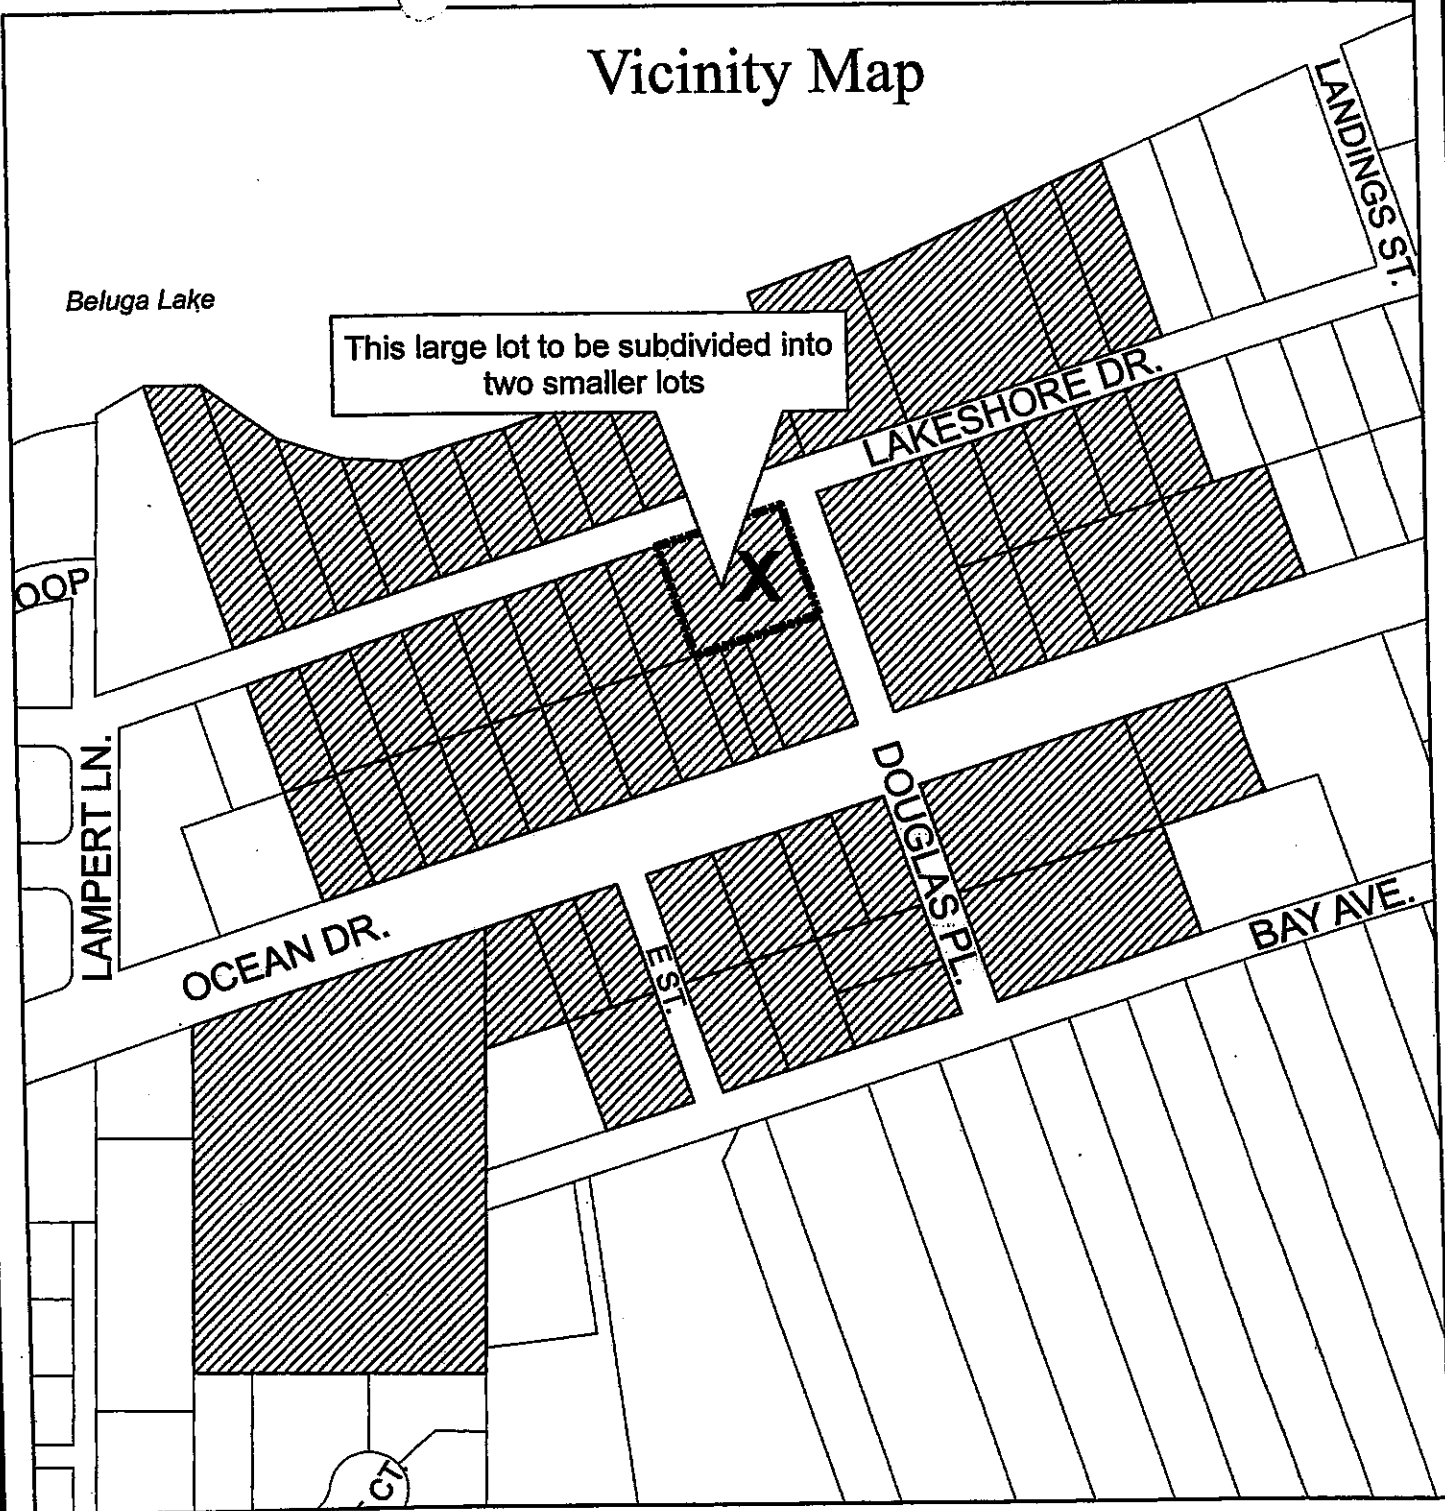 Vicinity Map
LANDINGS ST.
Beluga Lake
This large lot to be subdivided into
two smaller lots
LAKESHORE DR.
OOP
X
LAMPERT LN.
DOUGLAS PL.
OCEAN DR.
E ST.
BAY AVE.
CT.